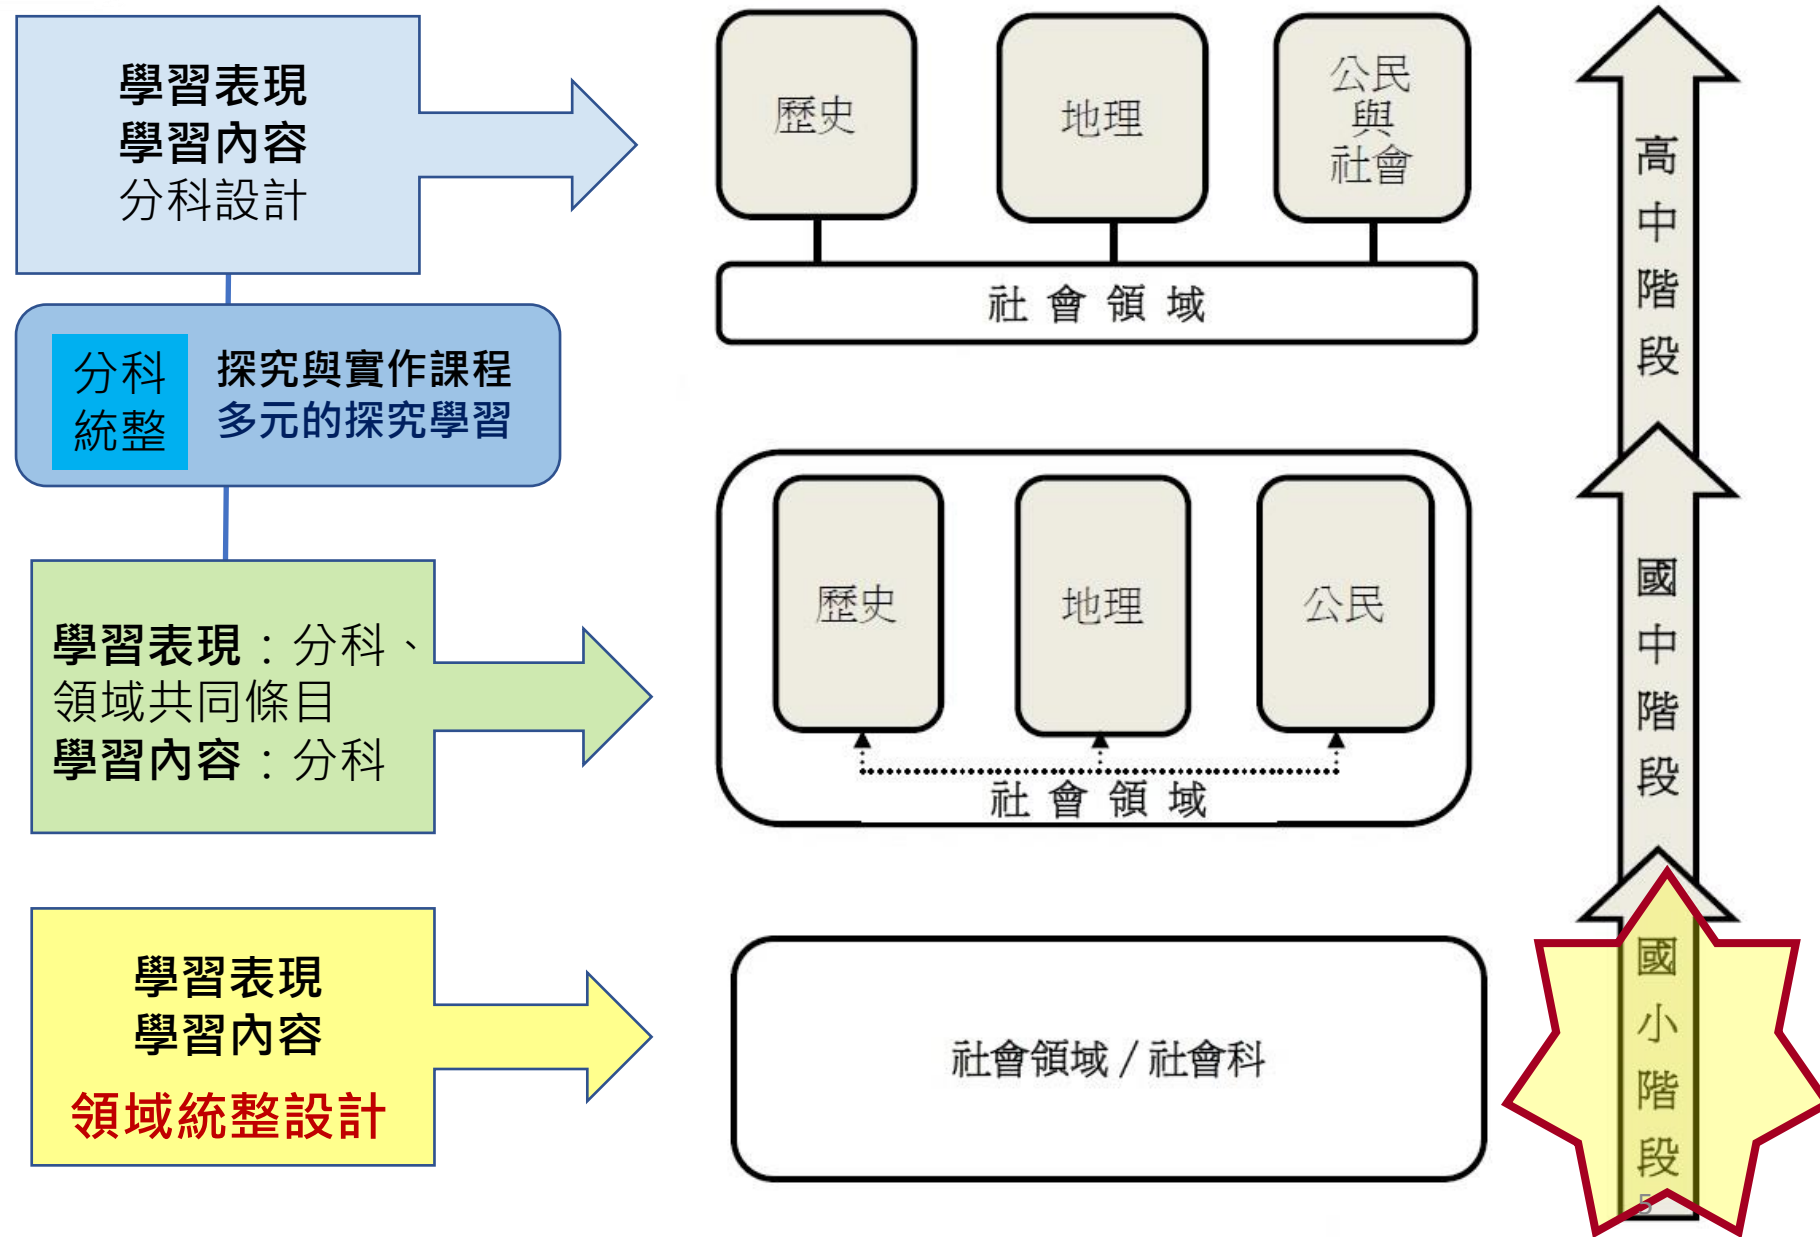 學習表現
學習內容
分科設計
歷史
地理
公民
與
社會
社會領域
高中階段
分科
統整
探究與實作課程
多元的探究學習
學習表現：分科、
領域共同條目
學習內容：分科
歷史
地理
公民
社會領域
國中階段
學習表現
學習內容
領域統整設計
社會領域/社會科
國小階段
5